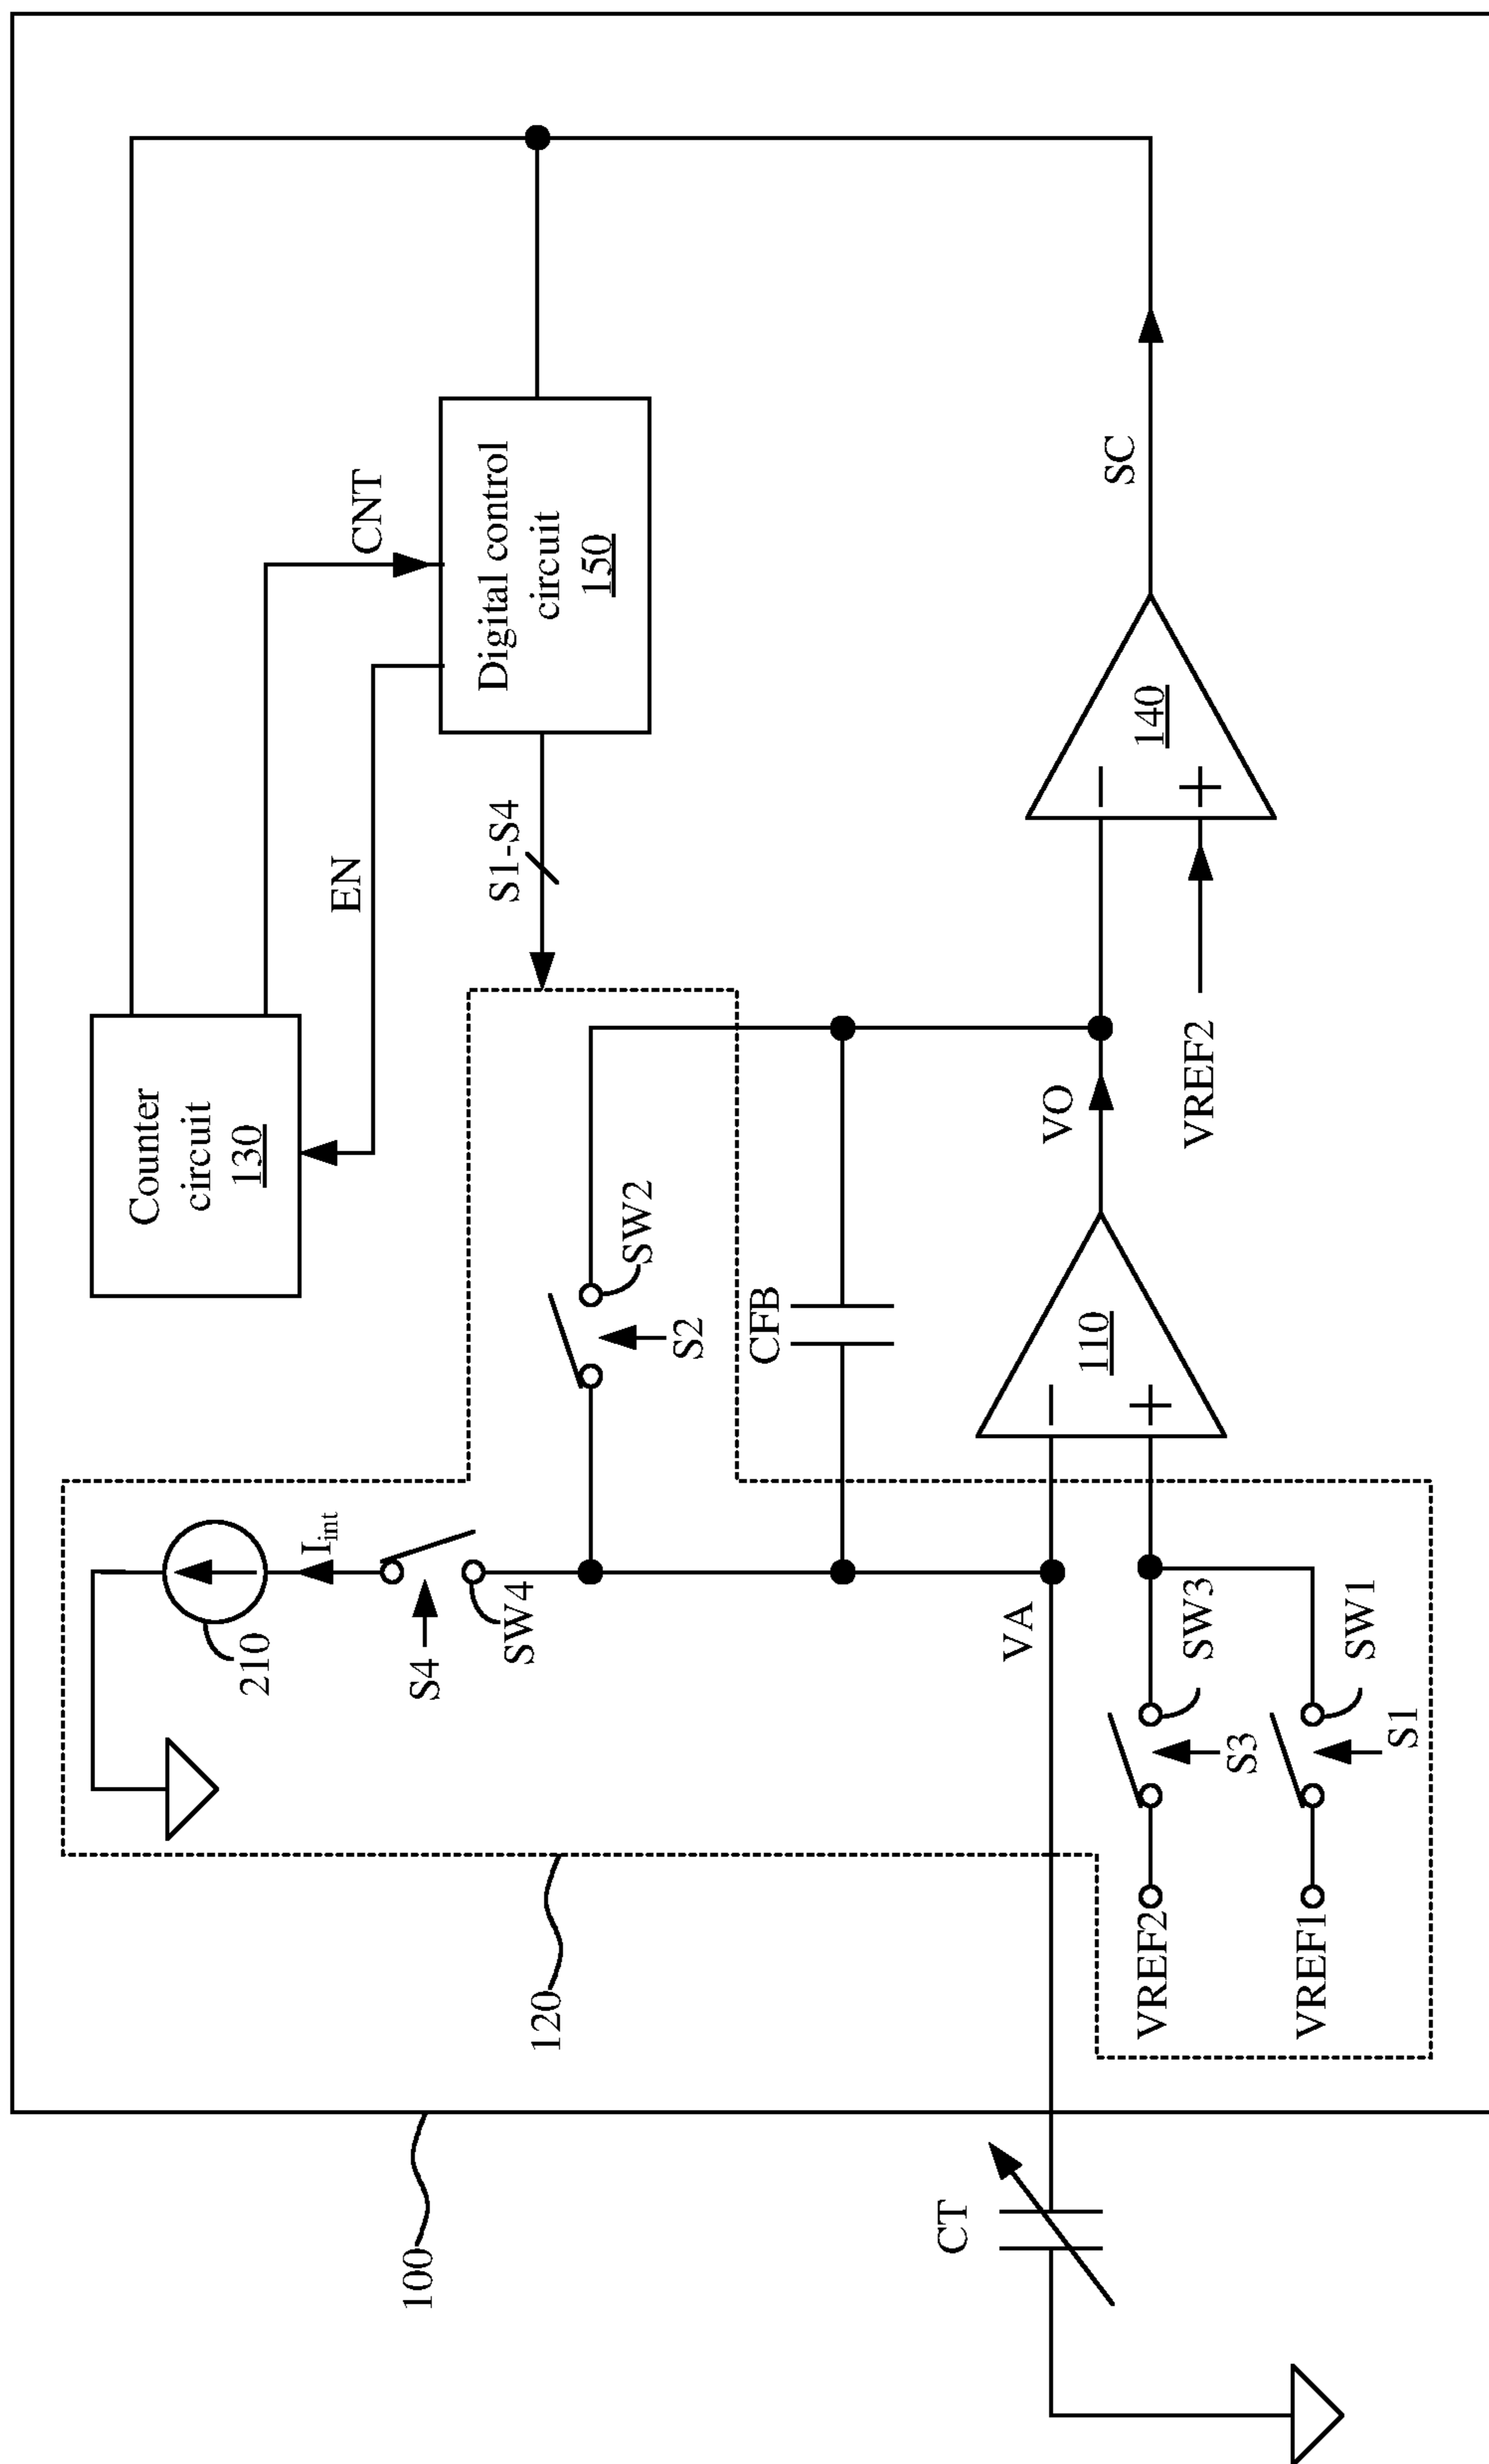 100
CT
120
VREF2
VREF1
S3
SW3
S1
SW1
210
Iint
S4
SW4
VA
S2
SW2
CFB
110
−
+
VO
VREF2
Counter
circuit
130
EN
CNT
S1-S4
Digital control
circuit
150
140
−
+
SC